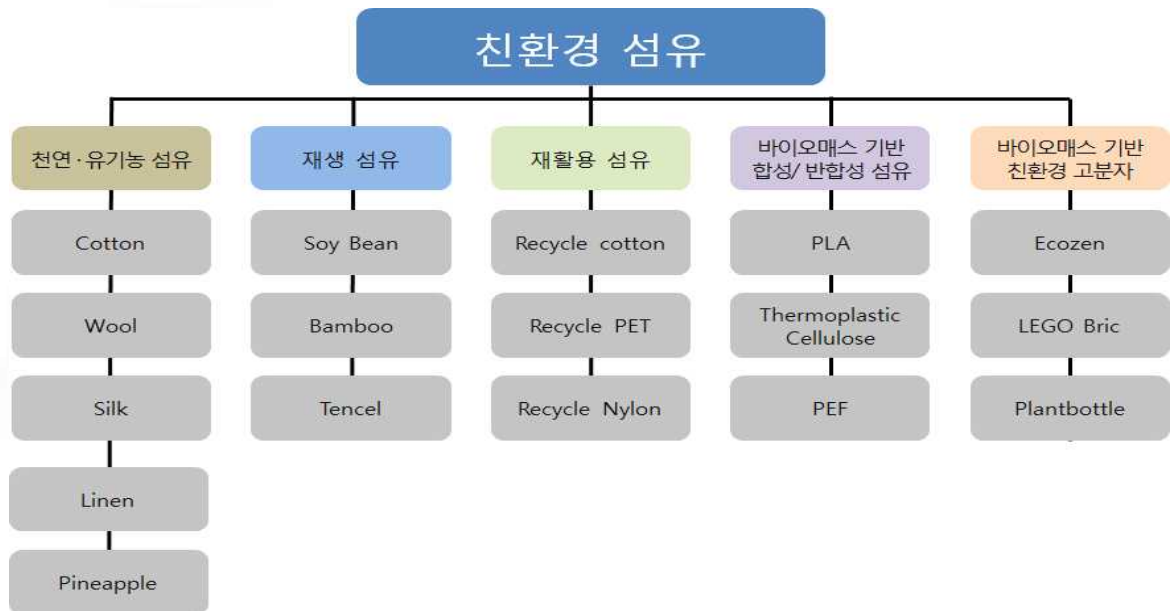 친환경 섬유
천연·유기농 섬유
Cotton
Wool
Silk
Linen
Pineapple
재생 섬유
Soy Bean
Bamboo
Tencel
재활용 섬유
Recycle cotton
Recycle PET
Recycle Nylon
바이오매스 기반
합성/ 반합성 섬유
PLA
Thermoplastic
Cellulose
PEF
바이오매스 기반
친환경 고분자
Ecozen
LEGO Bric
Plantbottle